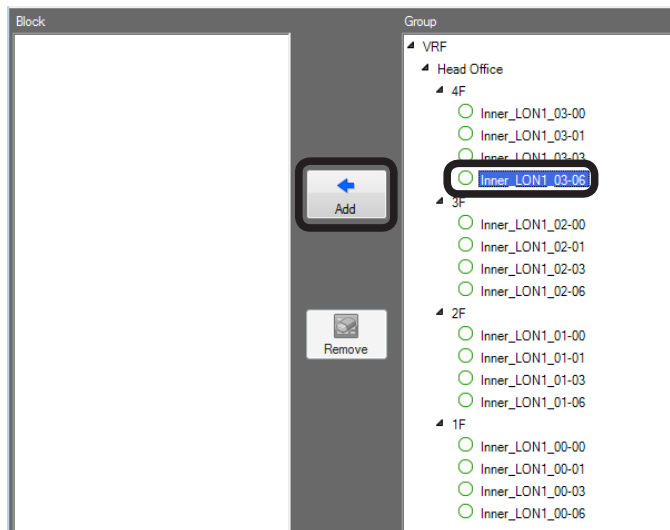 Block
Group
VRF
Head Office
4F
Inner_LON1_03-00
Inner_LON1_03-01
Inner_LON1_03-03
Inner_LON1_03-06
Add
3F
Inner_LON1_02-00
Inner_LON1_02-01
Inner_LON1_02-03
Inner_LON1_02-06
2F
Inner_LON1_01-00
Remove
Inner_LON1_01-01
Inner_LON1_01-03
Inner_LON1_01-06
1F
Inner_LON1_00-00
Inner_LON1_00-01
Inner_LON1_00-03
Inner_LON1_00-06